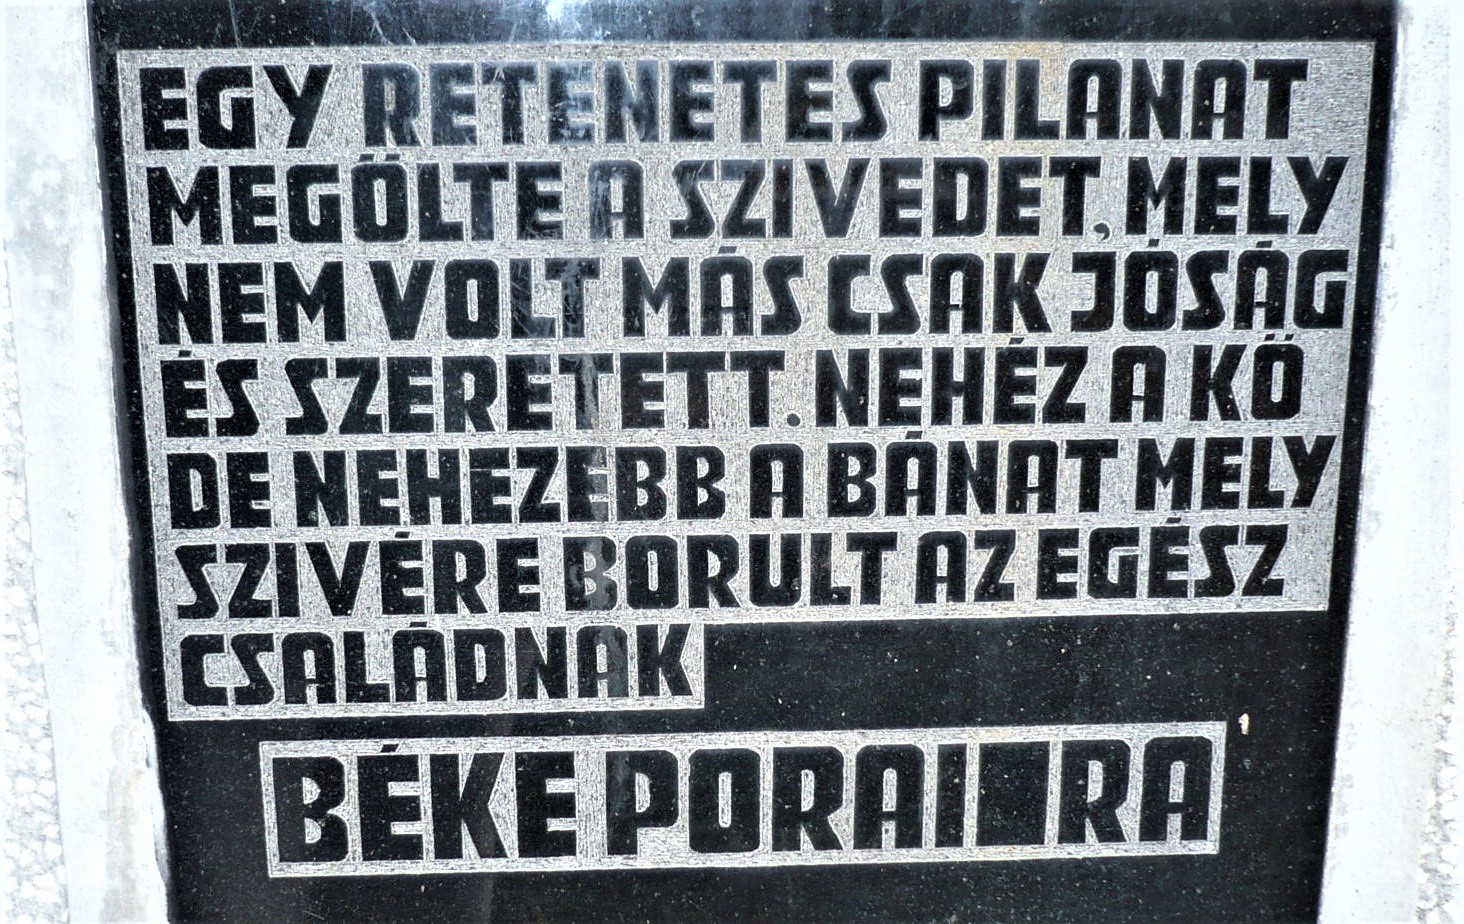 EGY RETENETES PILANAT
MEGÖLTE A SZIVEDET, MELY
NEM VOLT MÁS CSAK JÓSÁG
ÉS SZERETETT. NEHÉZ A KÖ
DE NEHEZEBB A BÁNAT MELY
SZIVÉRE BORULT AZ EGÉSZ
CSALÁDNAK
BÉKE PORAI RA